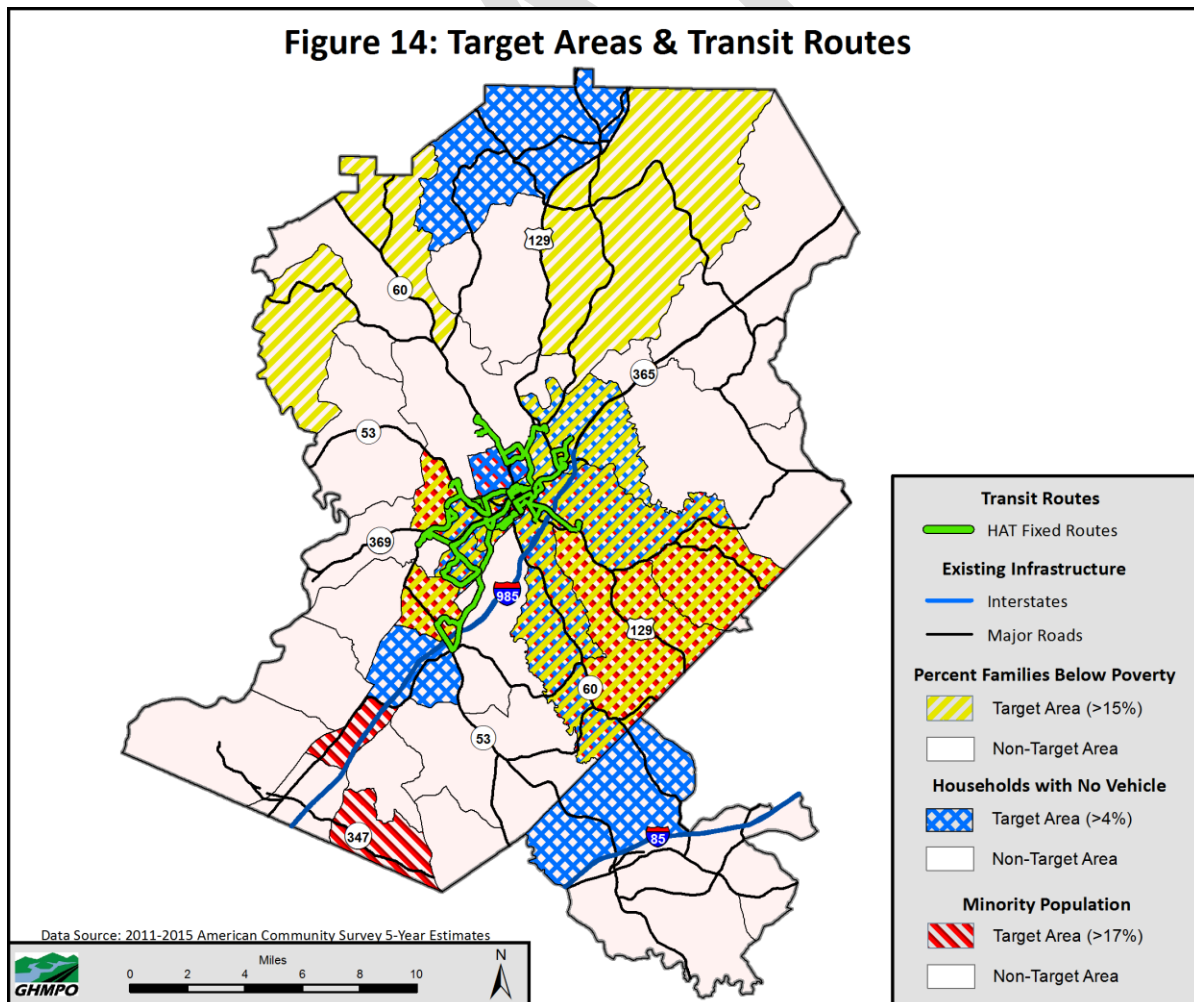 Figure 14: Target Areas & Transit Routes
129
60
365
53
369
985
129
60
53
85
347
Transit Routes
HAT Fixed Routes
Existing Infrastructure
Interstates
Major Roads
Percent Families Below Poverty
Target Area (>15%)
Non-Target Area
Households with No Vehicle
Target Area (>4%)
Non-Target Area
Minority Population
Target Area (>17%)
Non-Target Area
Data Source: 2011-2015 American Community Survey 5-Year Estimates
GHMPO
Miles
0 2 4 6 8 10
N